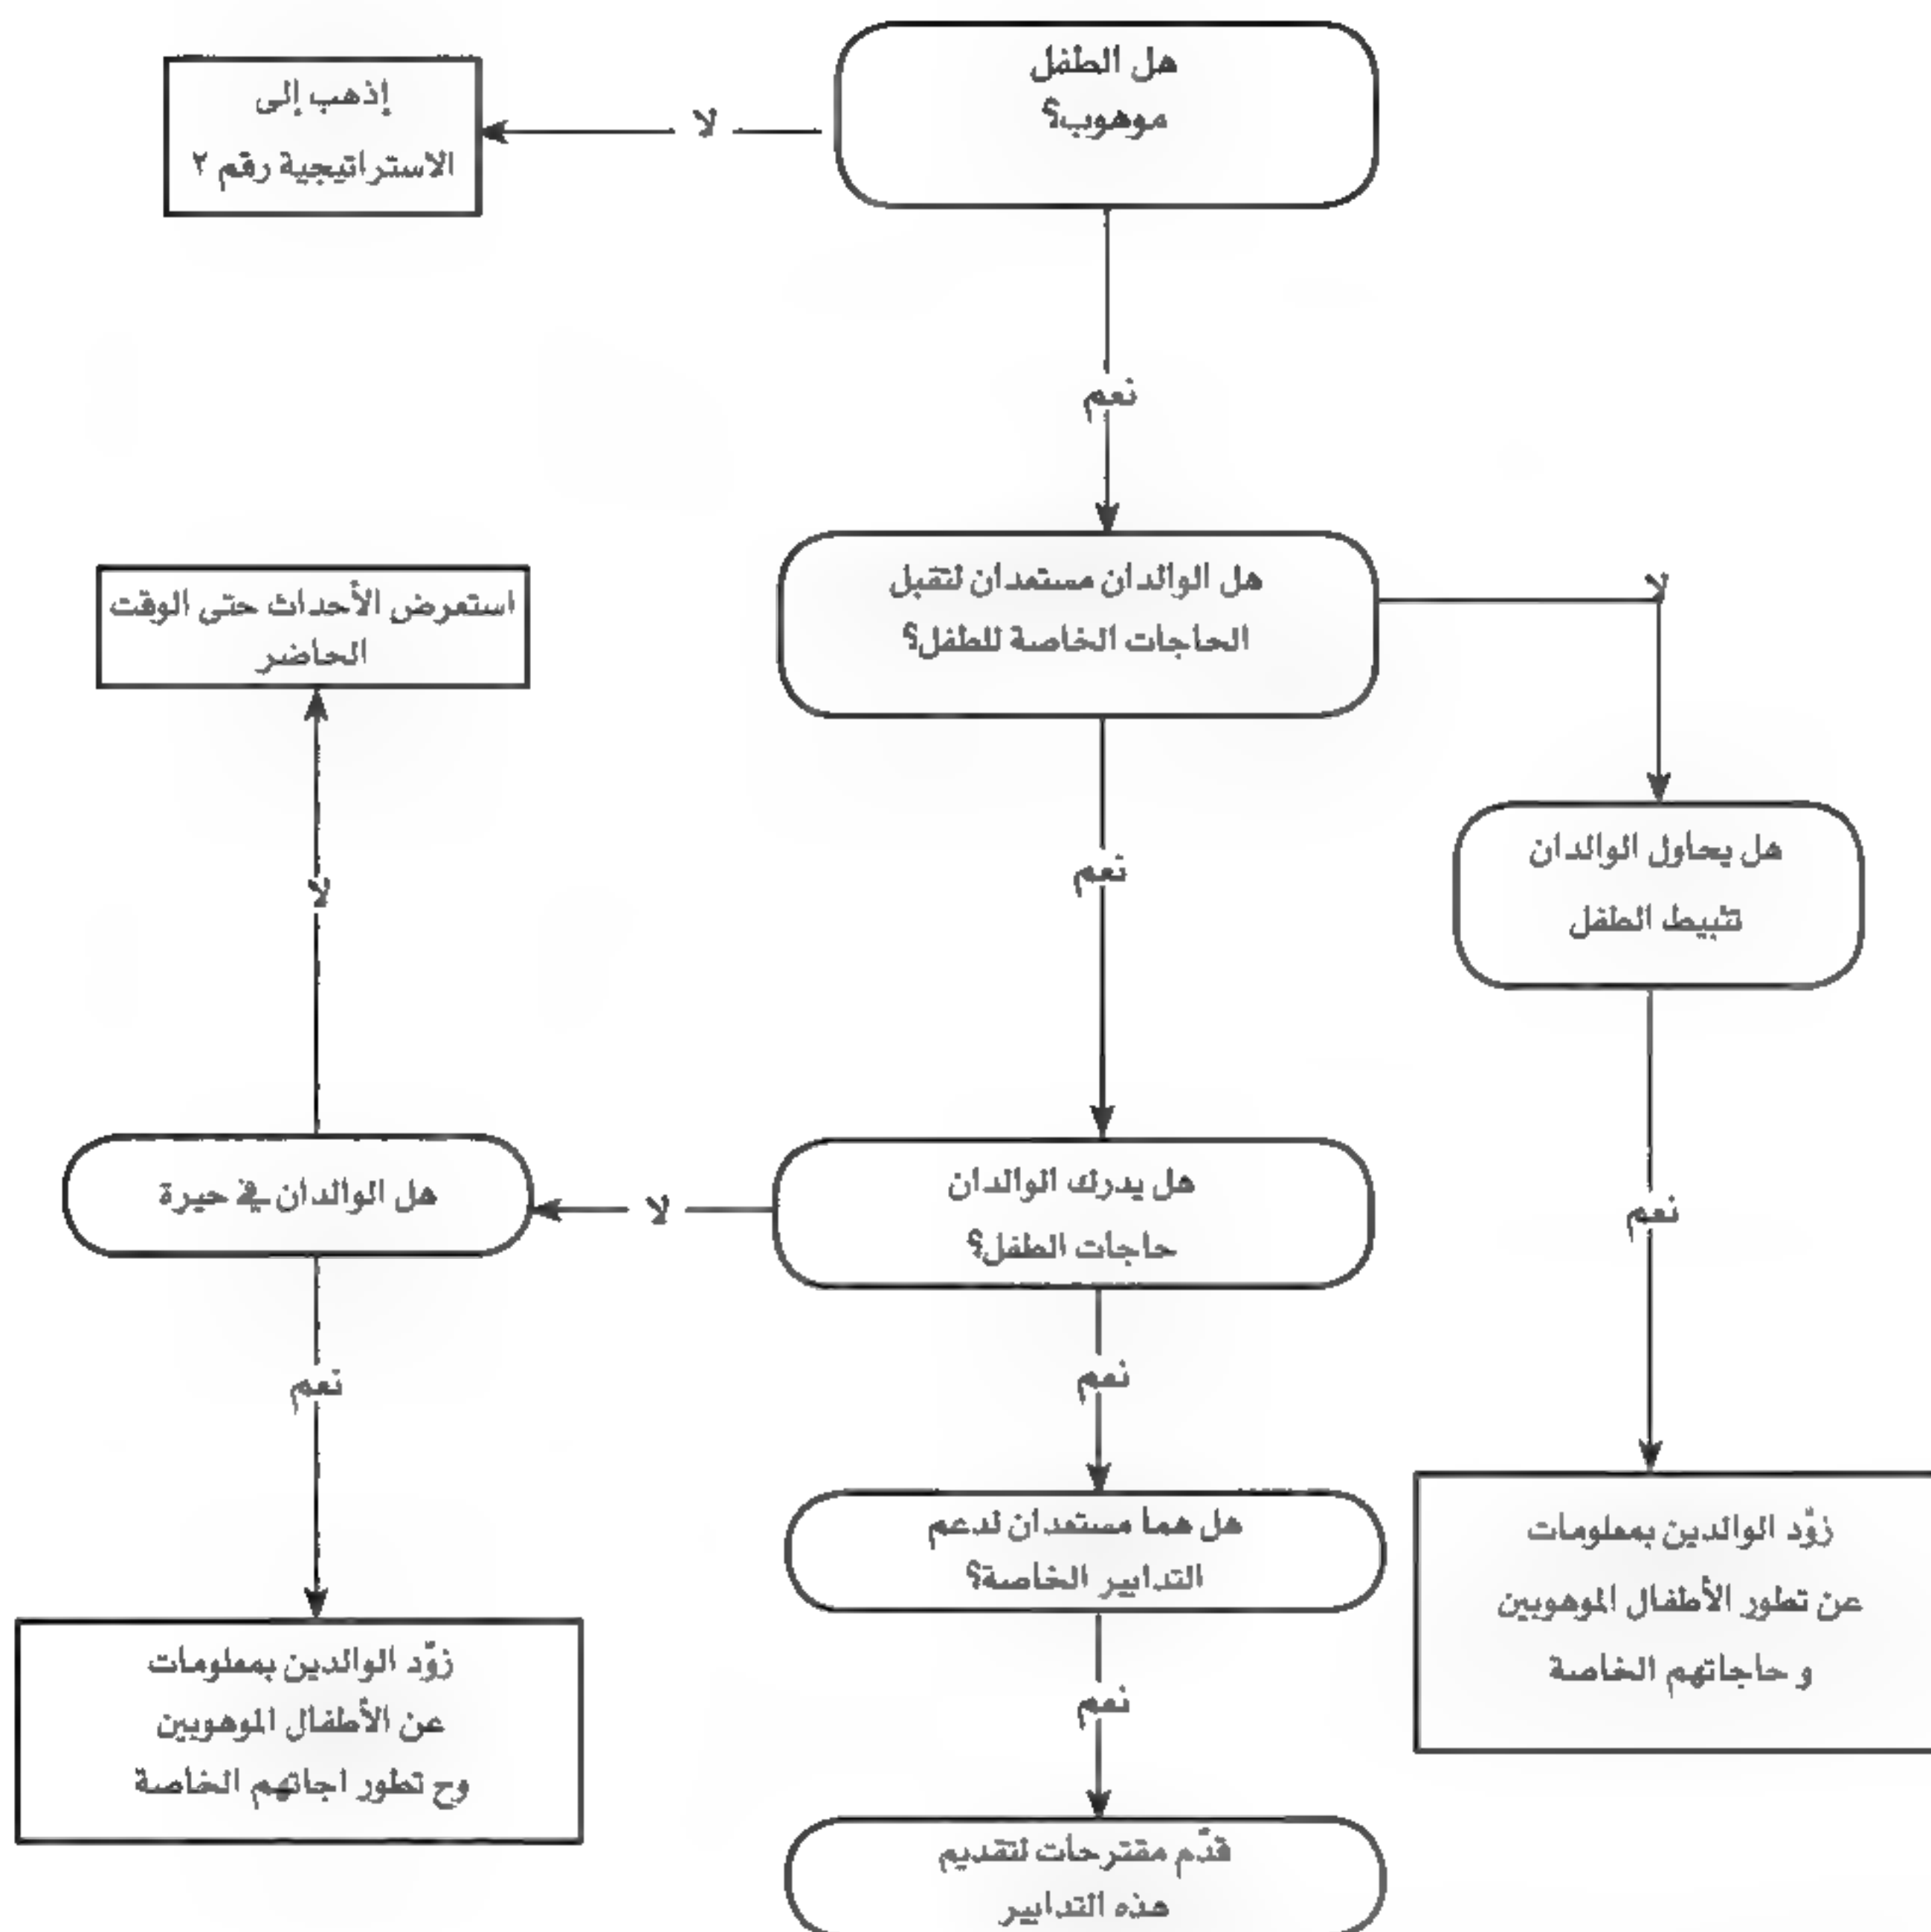 هل الطفل
موهوب؟
لا
إذهب إلى
الاستراتيجية رقم ٢
نعم
هل الوالدان مستعدان لتقبل
الحاجات الخاصة للطفل؟
لا
استعرض الأحداث حتى الوقت
الحاضر
هل يحاول الوالدان
تثبيط الطفل
نعم
لا
نعم
هل يدرك الوالدان
حاجات الطفل؟
لا
هل الوالدان في حيرة
نعم
نعم
زوّد الوالدين بمعلومات
عن تطور الأطفال الموهوبين
و حاجاتهم الخاصة
هل هما مستعدان لدعم
التدابير الخاصة؟
زوّد الوالدين بمعلومات
عن الأطفال الموهوبين
وح تطور اجاتهم الخاصة
نعم
قدّم مقترحات لتقديم
هذه التدابير